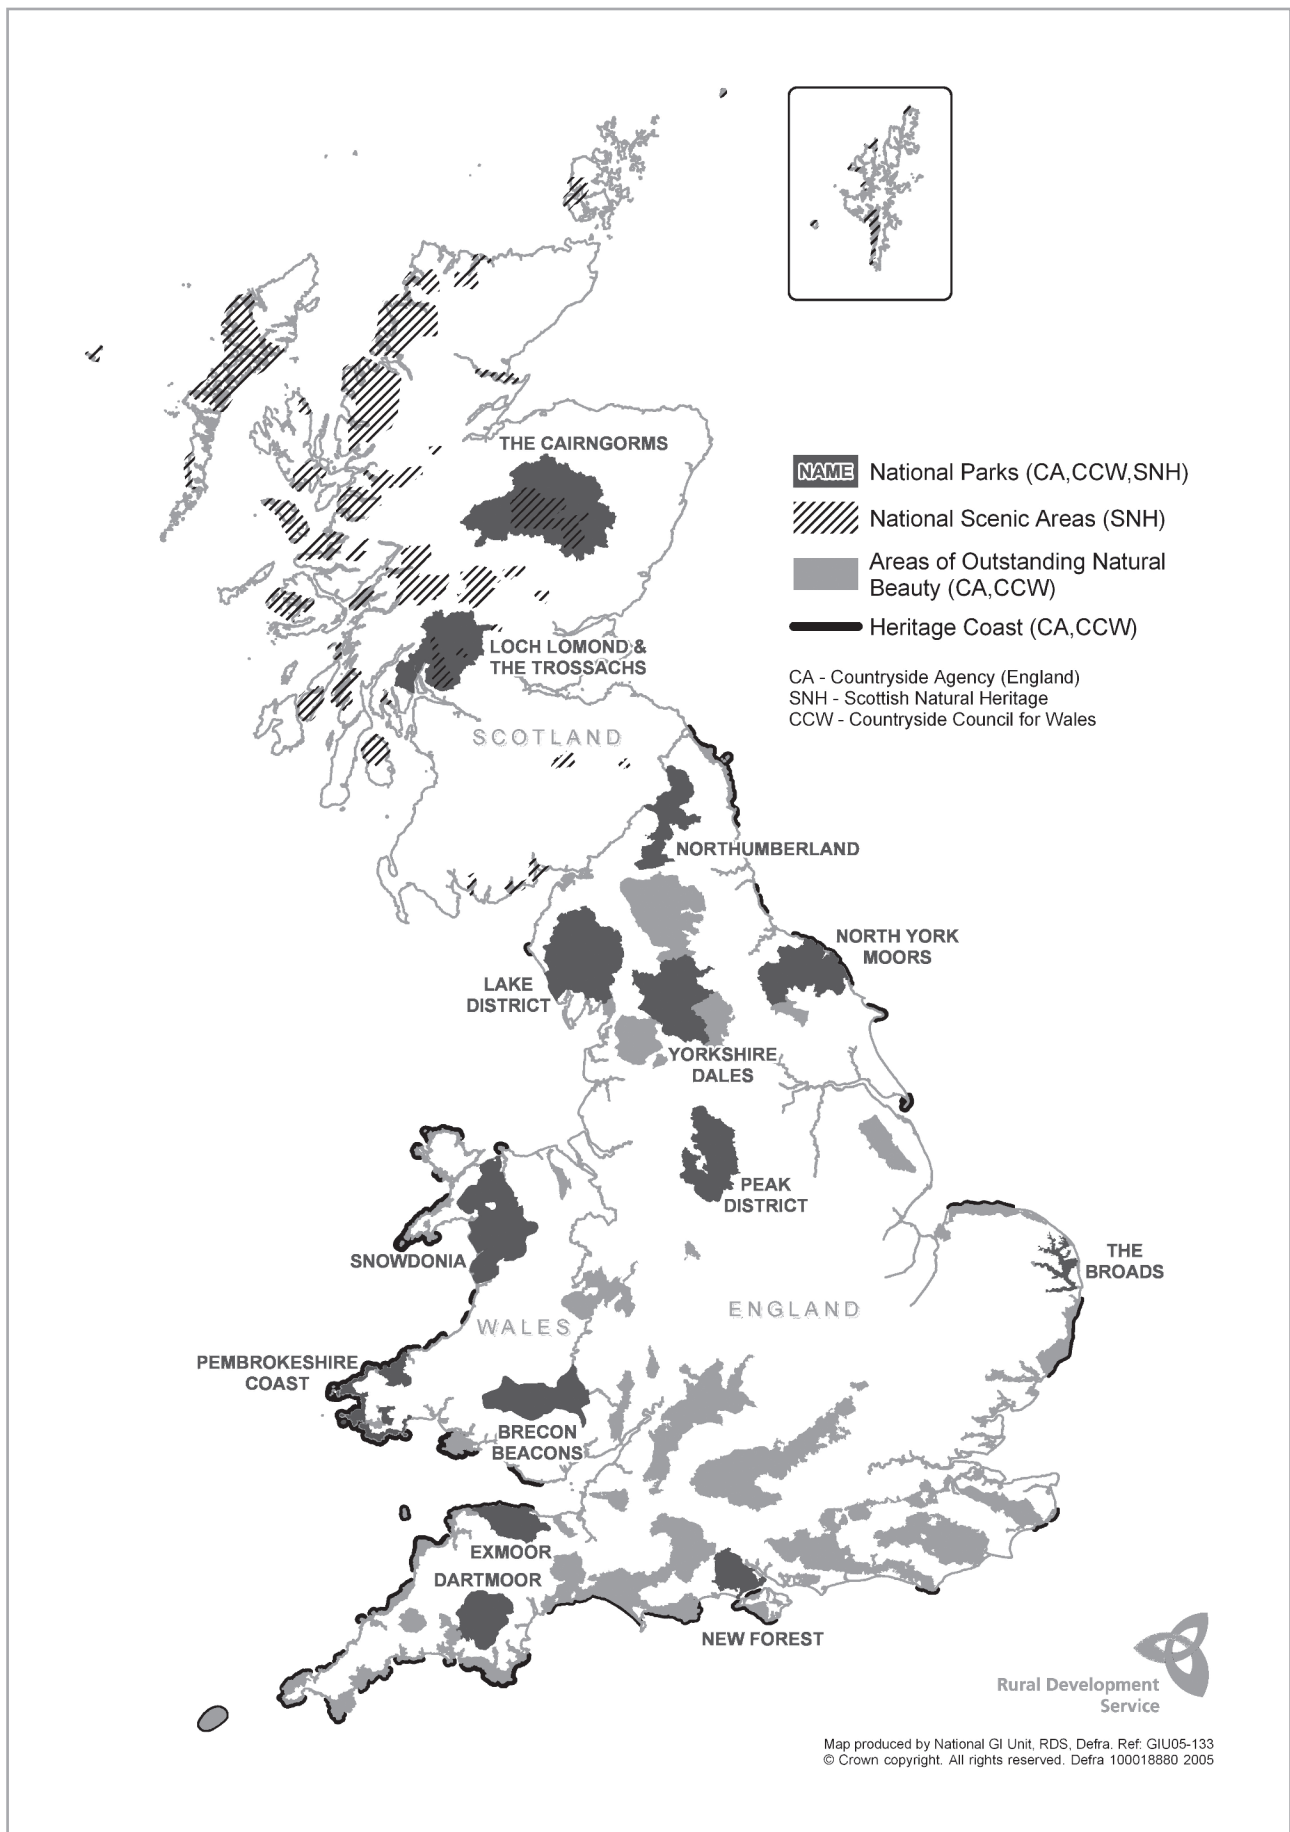 THE CAIRNGORMS
NAME National Parks (CA,CCW,SNH)
National Scenic Areas (SNH)
Areas of Outstanding Natural
Beauty (CA,CCW)
Heritage Coast (CA,CCW)
CA - Countryside Agency (England)
SNH - Scottish Natural Heritage
CCW - Countryside Council for Wales
LOCH LOMOND &
THE TROSSACHS
SCOTLAND
NORTHUMBERLAND
NORTH YORK
MOORS
LAKE
DISTRICT
YORKSHIRE
DALES
PEAK
DISTRICT
SNOWDONIA
THE
BROADS
ENGLAND
WALES
PEMBROKESHIRE
COAST
BRECON
BEACONS
EXMOOR
DARTMOOR
NEW FOREST
Rural Development
Service
Map produced by National GI Unit, RDS, Defra. Ref: GIU05-133
© Crown copyright. All rights reserved. Defra 100018880 2005